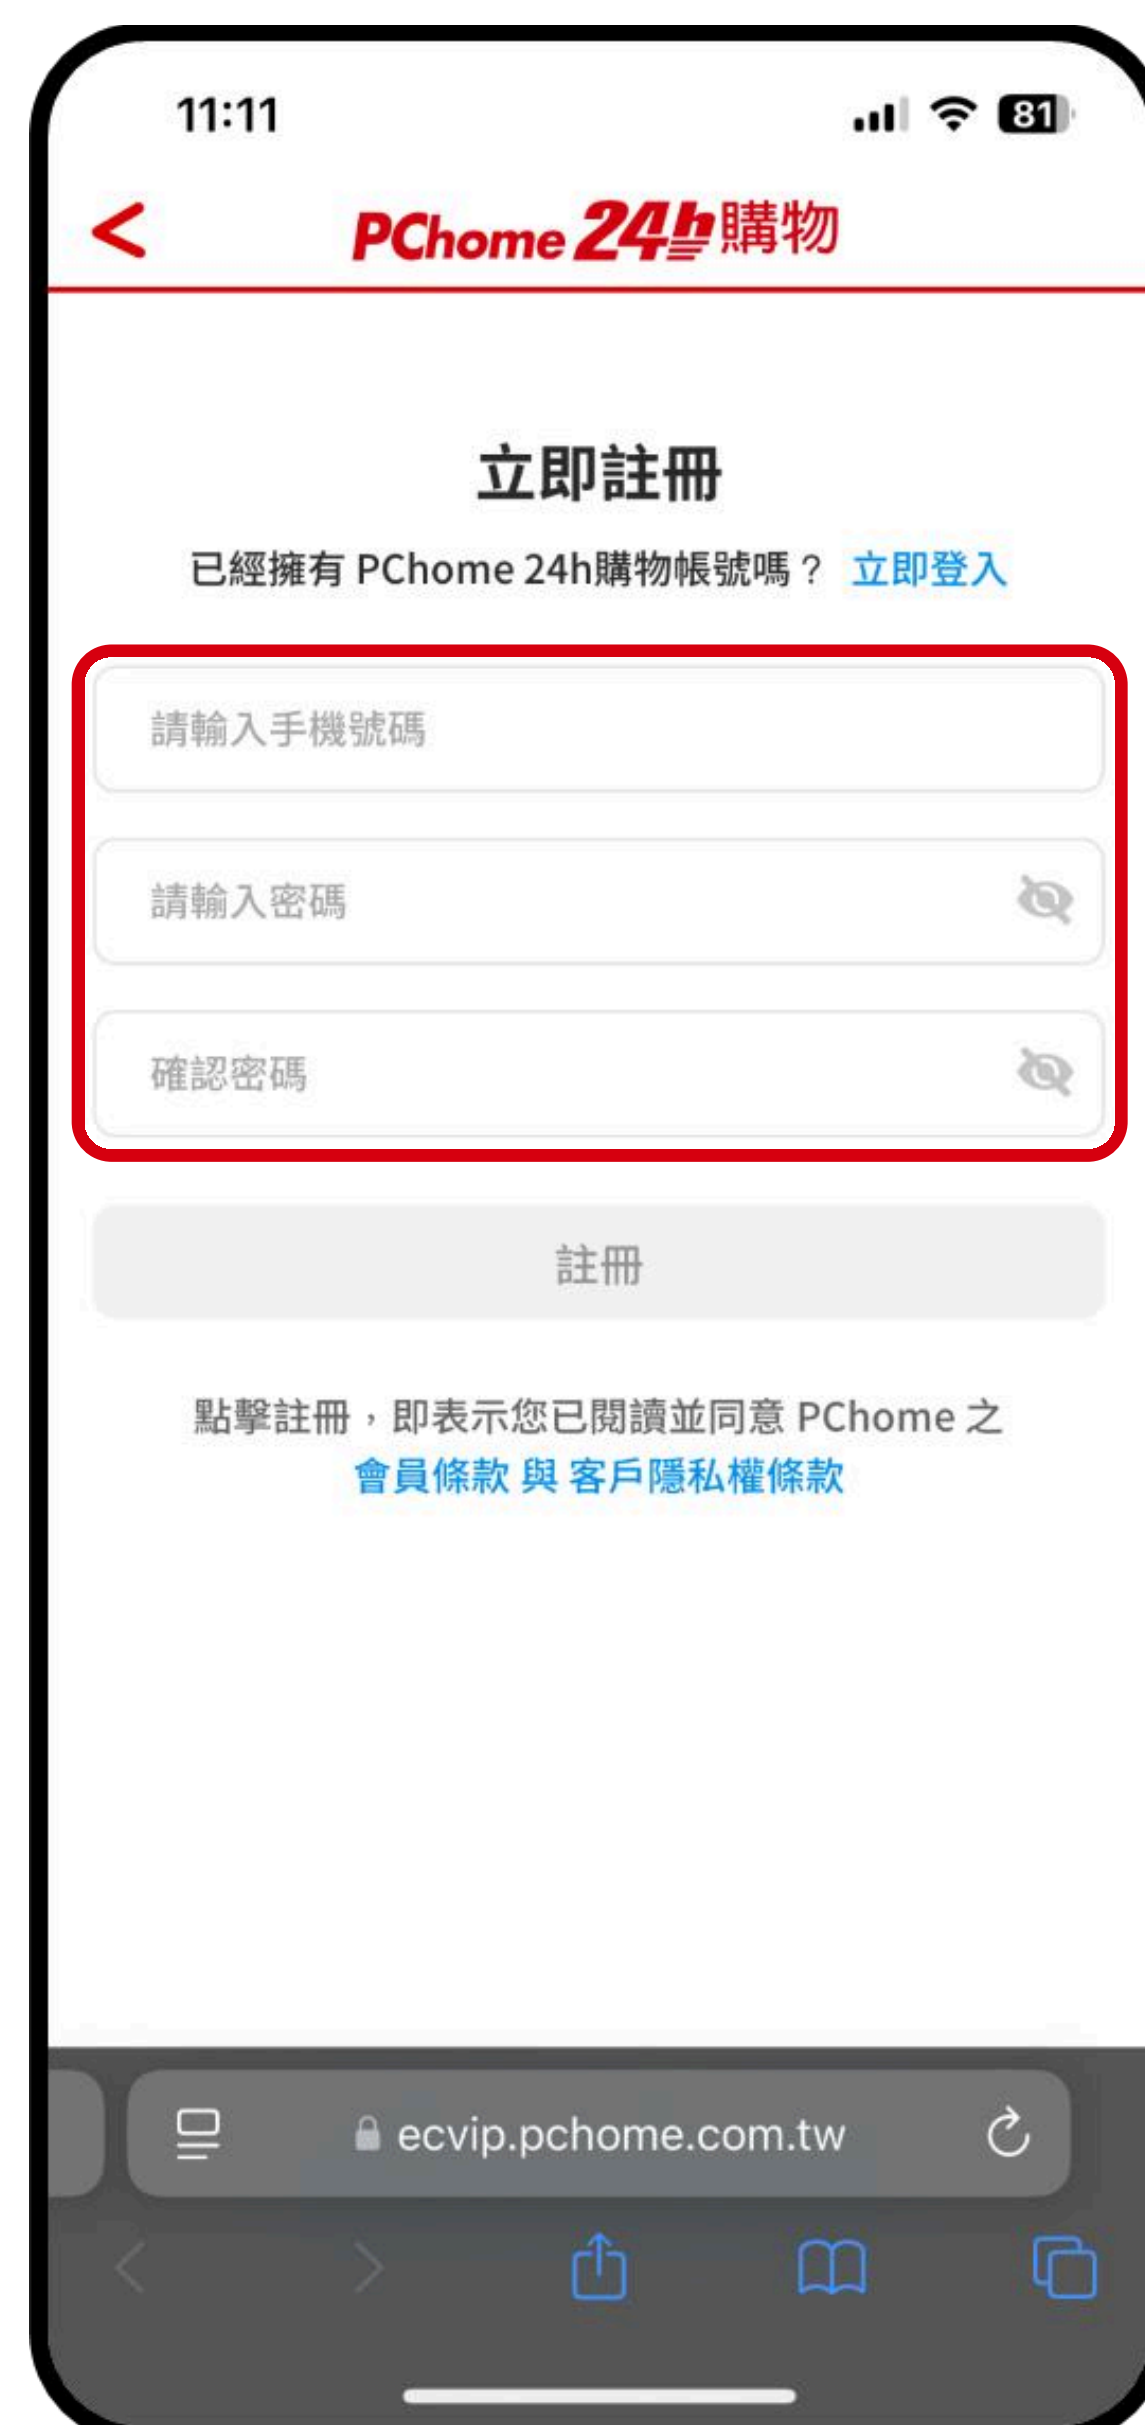 11:11
81
PChome 24h購物
立即註冊
已經擁有 PChome 24h購物帳號嗎？ 立即登入
請輸入手機號碼
請輸入密碼
確認密碼
註冊
點擊註冊，即表示您已閱讀並同意 PChome 之
會員條款 與 客戶隱私權條款
ecvip.pchome.com.tw